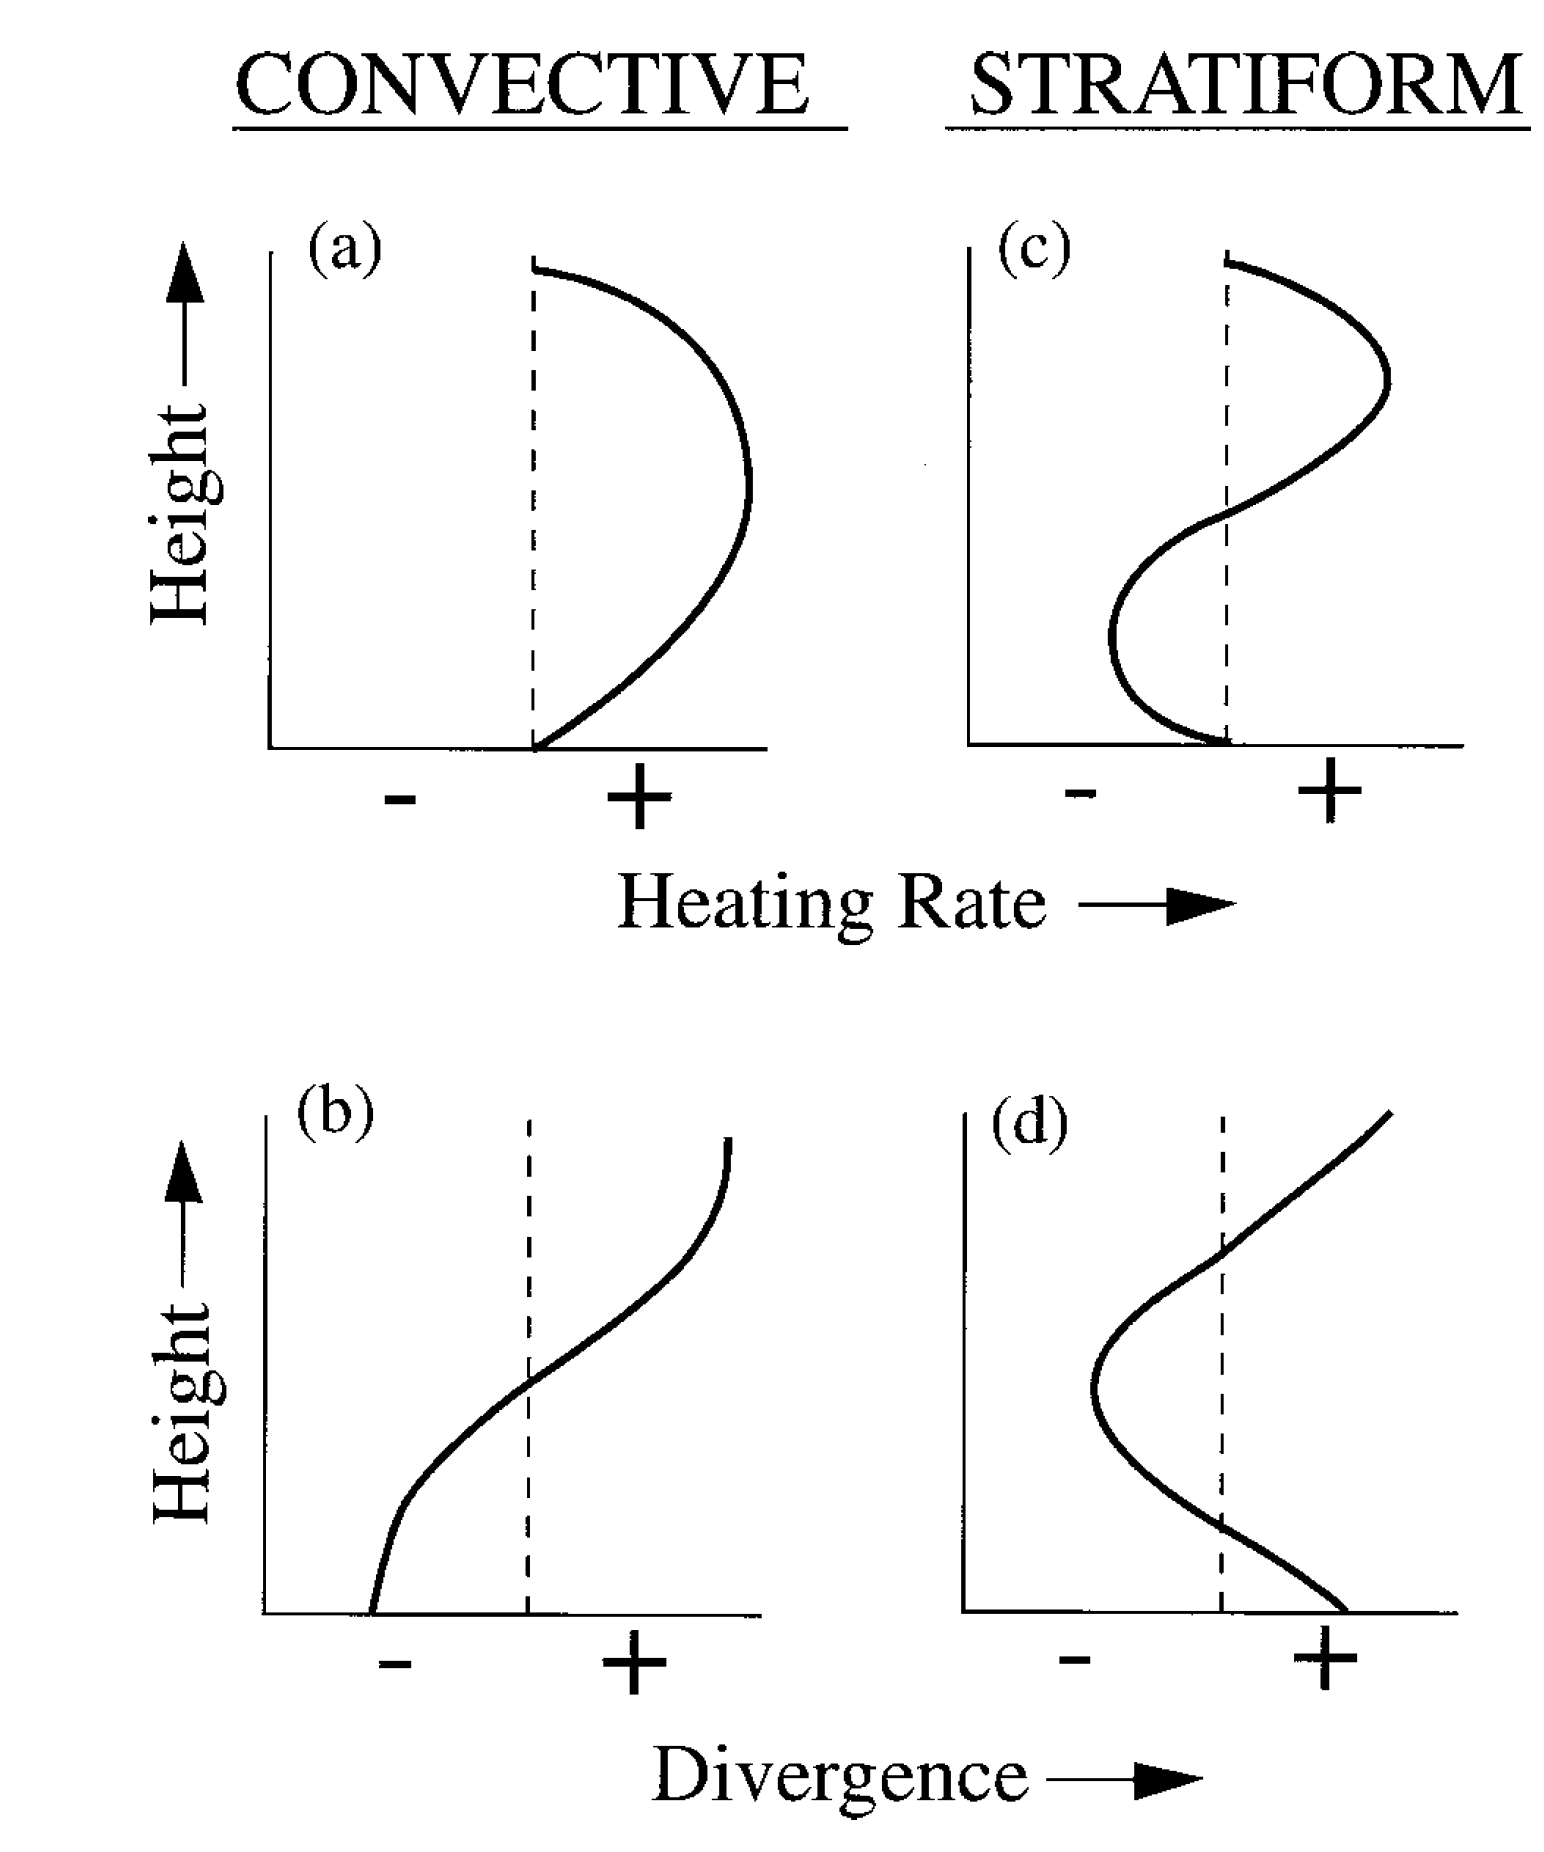 CONVECTIVE STRATIFORM
(a) (c)
Height
- + - +
Heating Rate
(b) (d)
Height
- + - +
Divergence